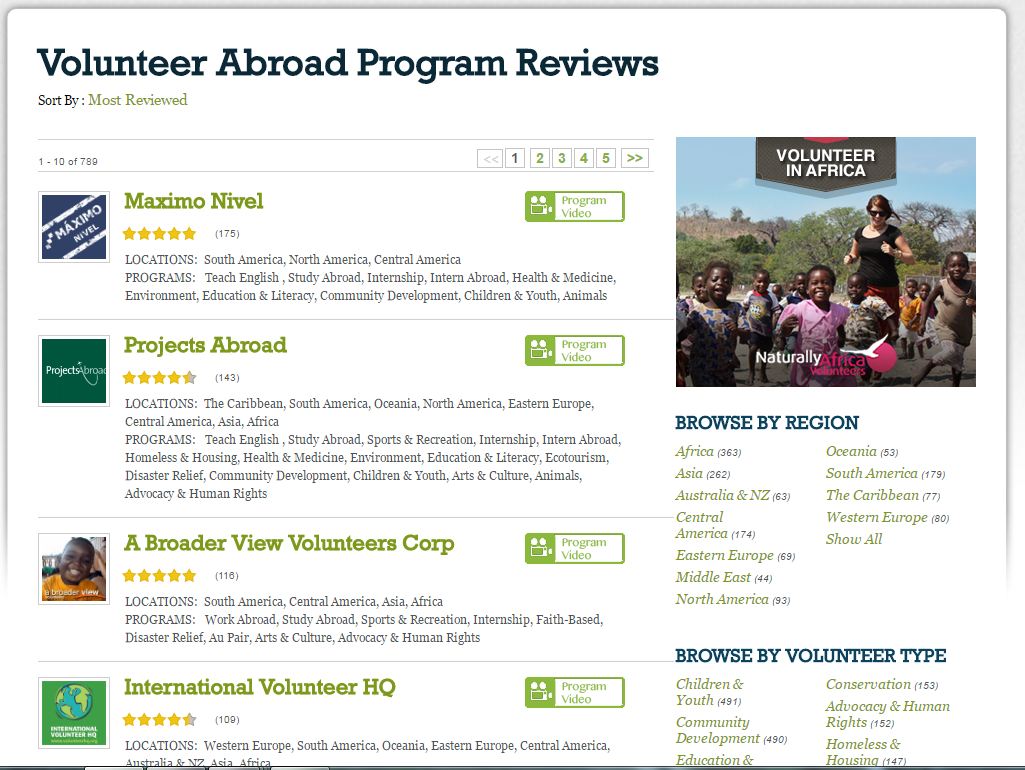 Volunteer Abroad Program Reviews
Sort By : Most Reviewed
1 - 10 of 789
<< 1 2 3 4 5 >>
MÁXIMO
NIVEL
Maximo Nivel
(175)
Program
Video
LOCATIONS: South America, North America, Central America
PROGRAMS: Teach English , Study Abroad, Internship, Intern Abroad, Health & Medicine,
Environment, Education & Literacy, Community Development, Children & Youth, Animals
Projects Abroad
Projects Abroad
(143)
Program
Video
LOCATIONS: The Caribbean, South America, Oceania, North America, Eastern Europe,
Central America, Asia, Africa
PROGRAMS: Teach English , Study Abroad, Sports & Recreation, Internship, Intern Abroad,
Homeless & Housing, Health & Medicine, Environment, Education & Literacy, Ecotourism,
Disaster Relief, Community Development, Children & Youth, Arts & Culture, Animals,
Advocacy & Human Rights
a broader view
A Broader View Volunteers Corp
(116)
Program
Video
LOCATIONS: South America, Central America, Asia, Africa
PROGRAMS: Work Abroad, Study Abroad, Sports & Recreation, Internship, Faith-Based,
Disaster Relief, Au Pair, Arts & Culture, Advocacy & Human Rights
INTERNATIONAL
VOLUNTEER HQ
www.volunteerhq.org
International Volunteer HQ
(109)
Program
Video
LOCATIONS: Western Europe, South America, Oceania, Eastern Europe, Central America,
Australia & NZ, Asia, Africa
VOLUNTEER
IN AFRICA
NaturallyAfrica
Volunteers
BROWSE BY REGION
Africa (363)
Asia (262)
Australia & NZ (63)
Central
America (174)
Eastern Europe (69)
Middle East (44)
North America (93)
Oceania (53)
South America (179)
The Caribbean (77)
Western Europe (80)
Show All
BROWSE BY VOLUNTEER TYPE
Children &
Youth (491)
Community
Development (490)
Education &
Conservation (153)
Advocacy & Human
Rights (152)
Homeless &
Housing (147)